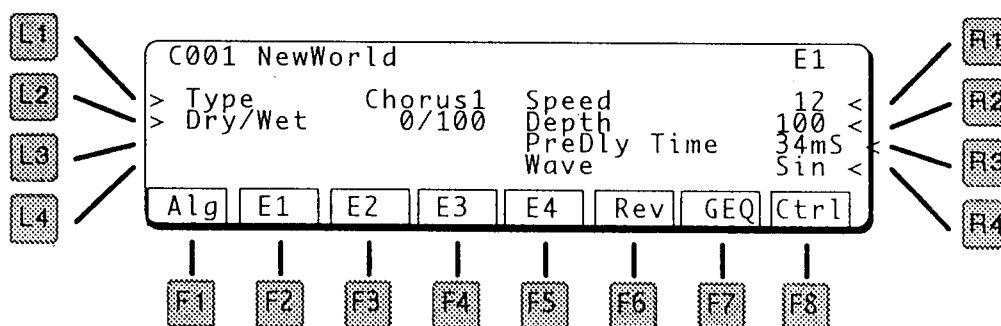 L1
L2
L3
L4
C001 NewWorld E1
> Type Chorus1 Speed 12 <
> Dry/Wet 0/100 Depth 100 <
PreDly Time 34mS <
Wave Sin <
Alg E1 E2 E3 E4 Rev GEQ Ctrl
R1
R2
R3
R4
F1 F2 F3 F4 F5 F6 F7 F8